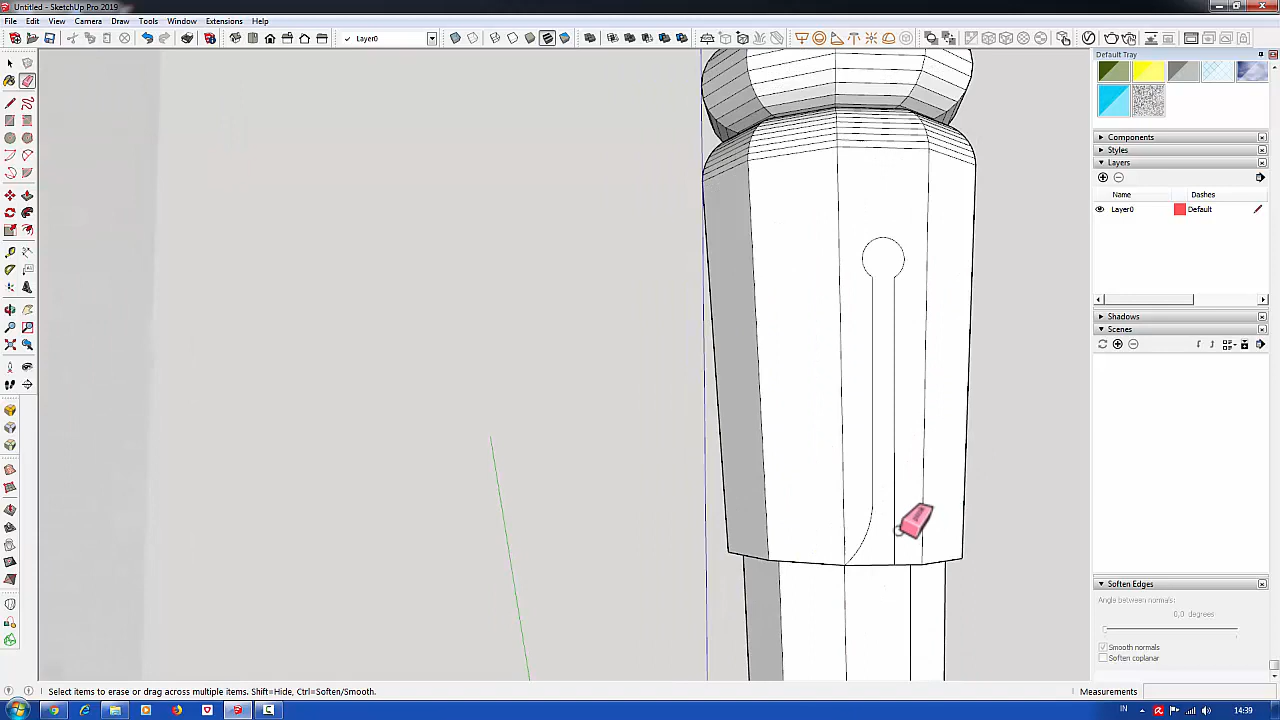 Untitled - SketchUp Pro 2019
File Edit View Camera Draw Tools Window Extensions Help
Layer0
Default Tray
Components
Styles
Layers
Name Dashes
Layer0 Default
Shadows
Scenes
Soften Edges
Angle between normals:
0,0 degrees
Smooth normals
Soften coplanar
Select items to erase or drag across multiple items. Shift=Hide, Ctrl=Soften/Smooth.
Measurements
IN 14:39